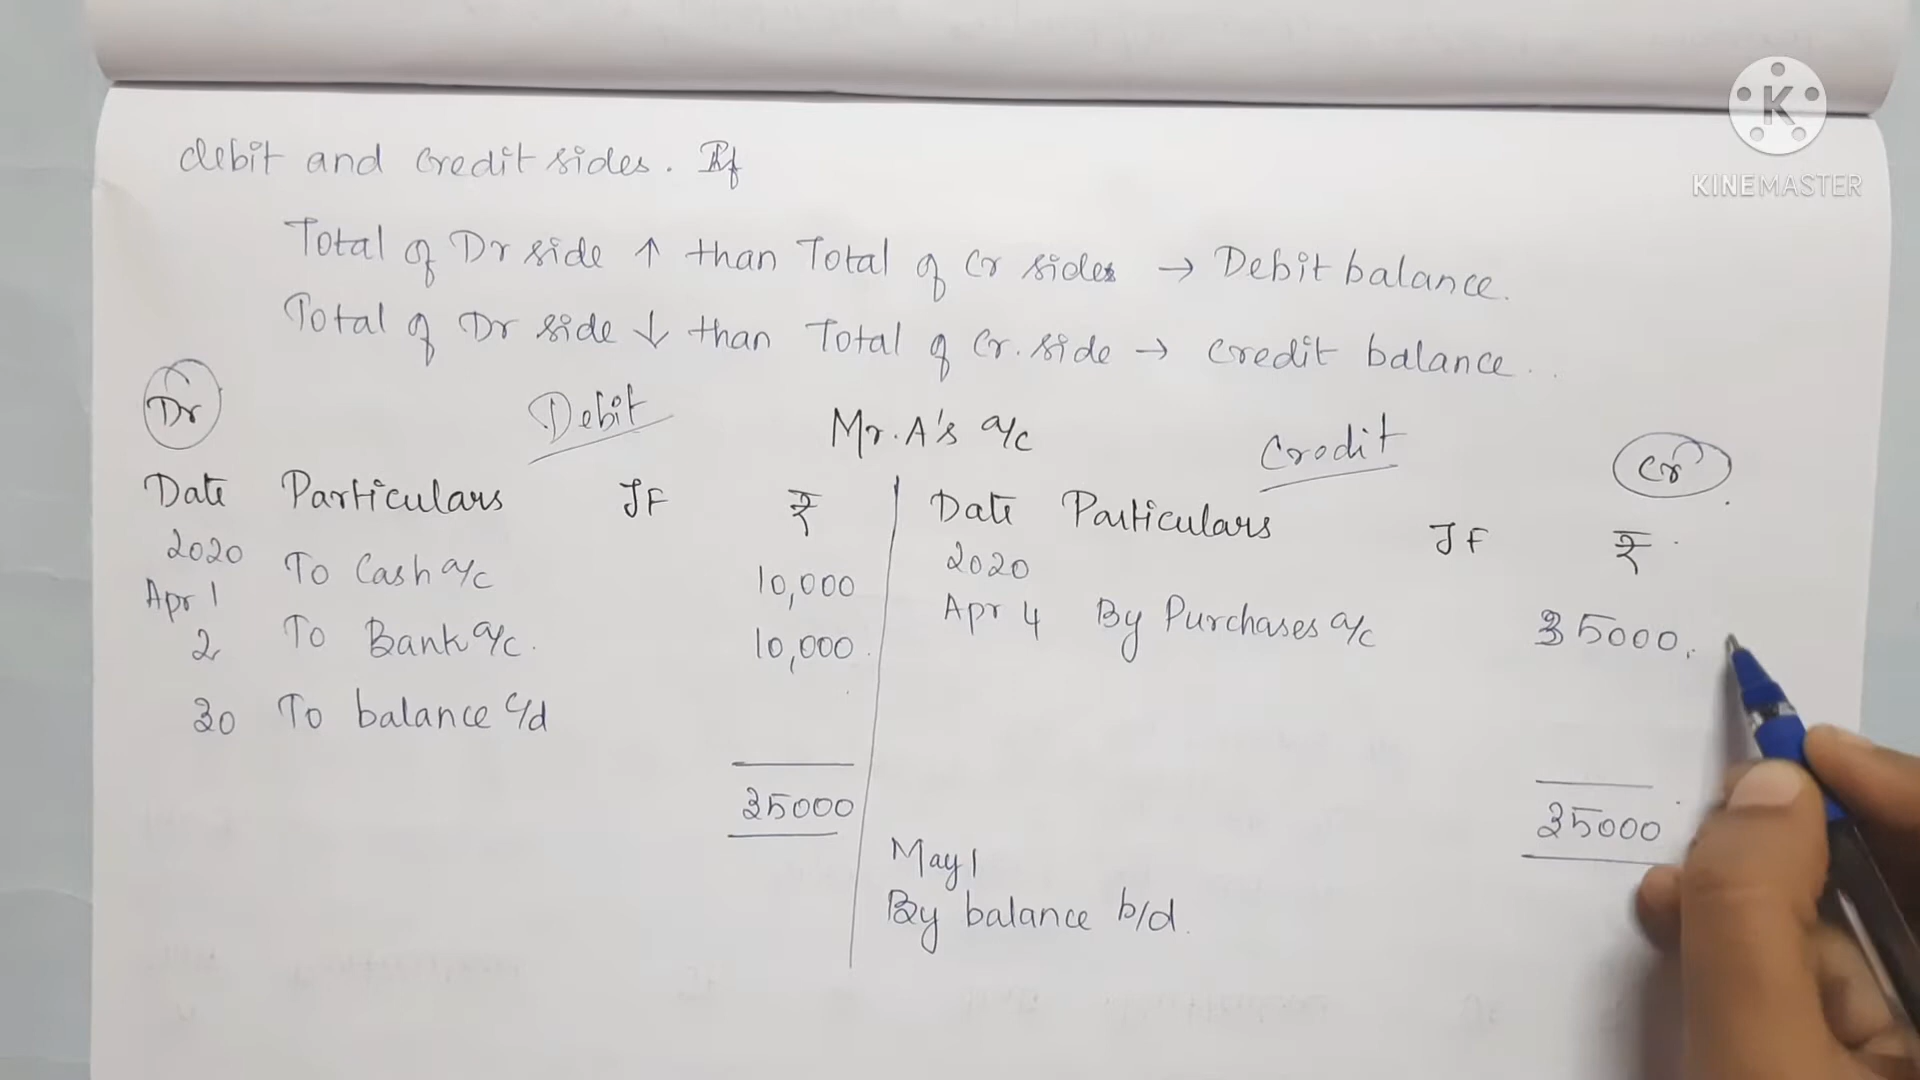 K
KINEMASTER
debit and credit sides. If
Total of Dr side ↑ than Total of Cr sides → Debit balance.
Total of Dr side ↓ than Total of Cr. side → credit balance..
Dr Debit Mr. A's a/c Credit Cr
Date Particulars JF ₹ Date Particulars JF ₹
2020 To Cash a/c 10,000 2020
Apr 1
2 To Bank a/c. 10,000 Apr 4 By Purchases a/c 35000.
30 To balance c/d
35000 35000
May 1
By balance b/d.